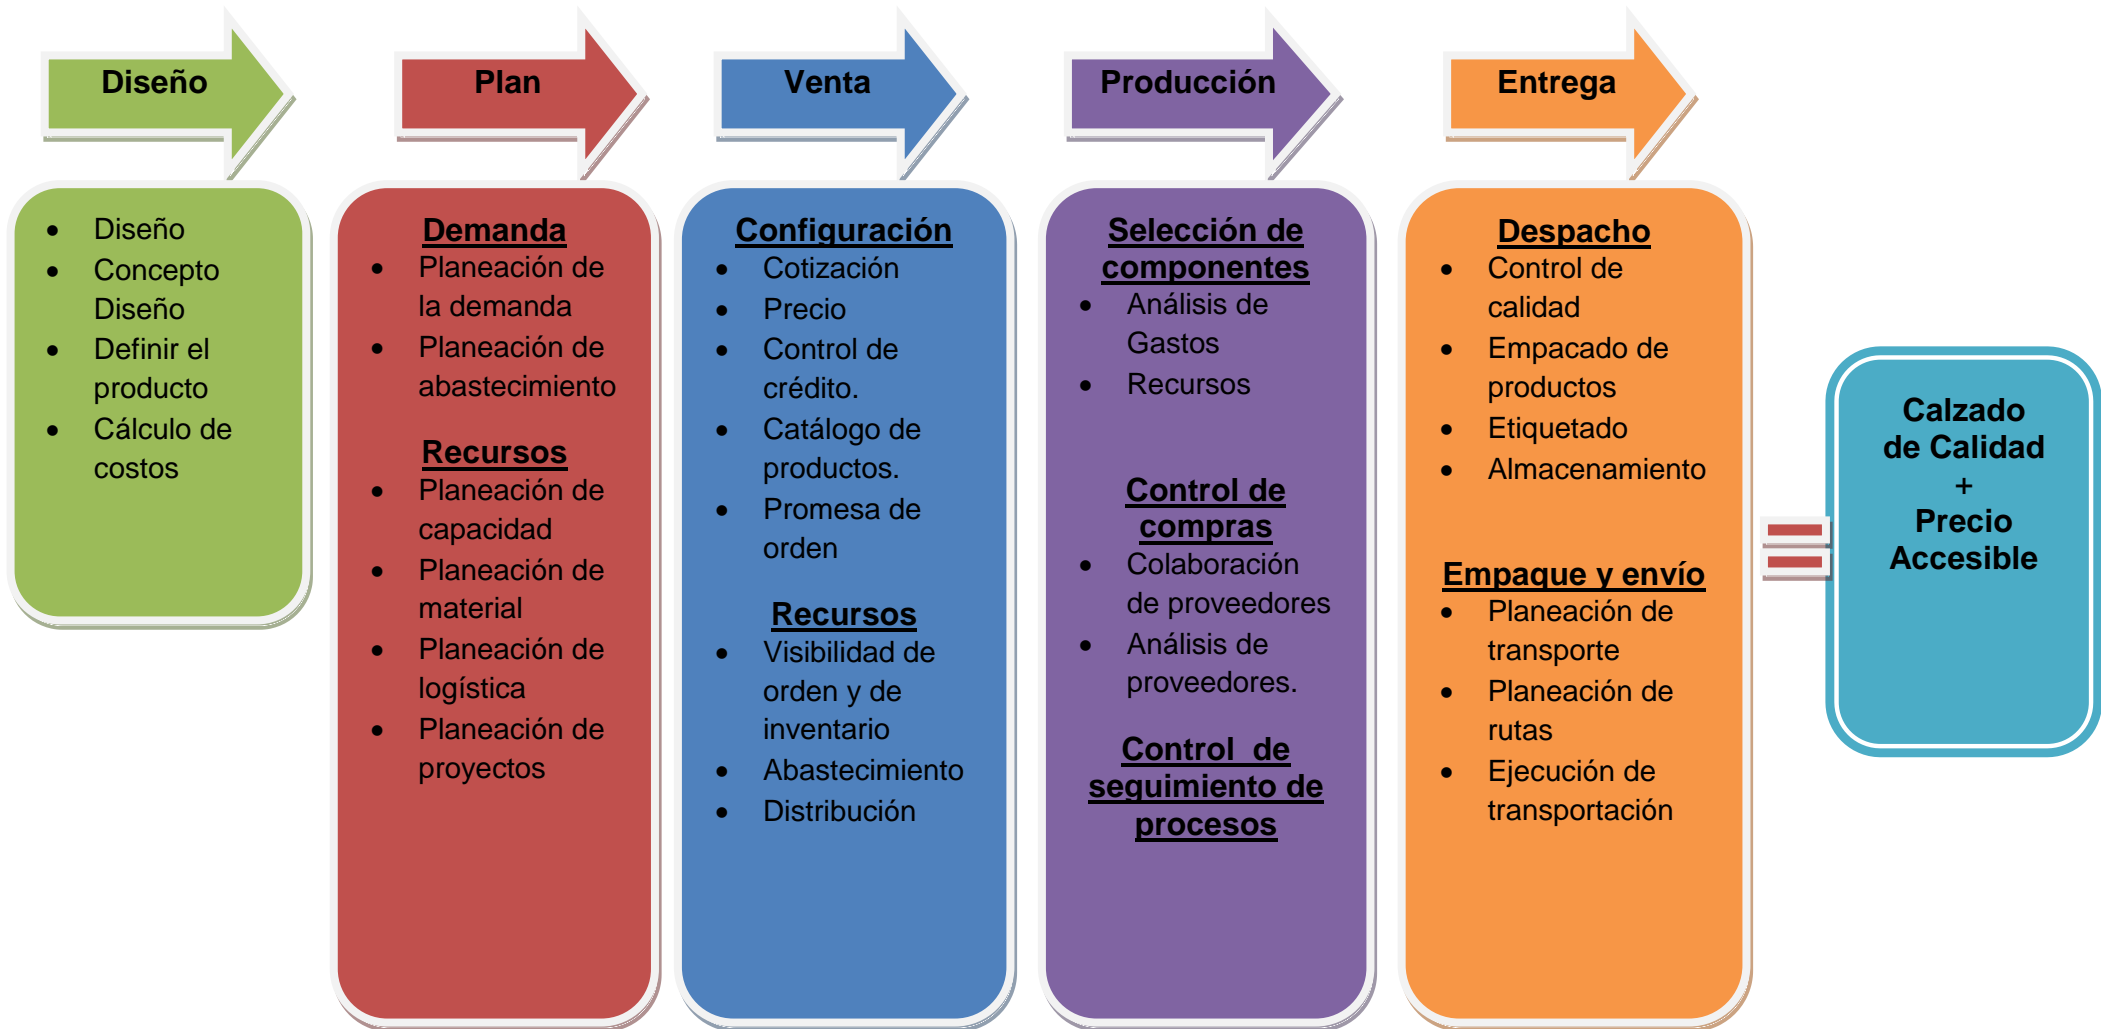 Diseño
Plan
Venta
Producción
Entrega
• Diseño
• Concepto
Diseño
• Definir el
producto
• Cálculo de
costos
Demanda
• Planeación de
la demanda
• Planeación de
abastecimiento
Recursos
• Planeación de
capacidad
• Planeación de
material
• Planeación de
logística
• Planeación de
proyectos
Configuración
• Cotización
• Precio
• Control de
crédito.
• Catálogo de
productos.
• Promesa de
orden
Recursos
• Visibilidad de
orden y de
inventario
• Abastecimiento
• Distribución
Selección de
componentes
• Análisis de
Gastos
• Recursos
Control de
compras
• Colaboración
de proveedores
• Análisis de
proveedores.
Control de
seguimiento de
procesos
Despacho
• Control de
calidad
• Empacado de
productos
• Etiquetado
• Almacenamiento
Empaque y envío
• Planeación de
transporte
• Planeación de
rutas
• Ejecución de
transportación
Calzado
de Calidad
+
Precio
Accesible